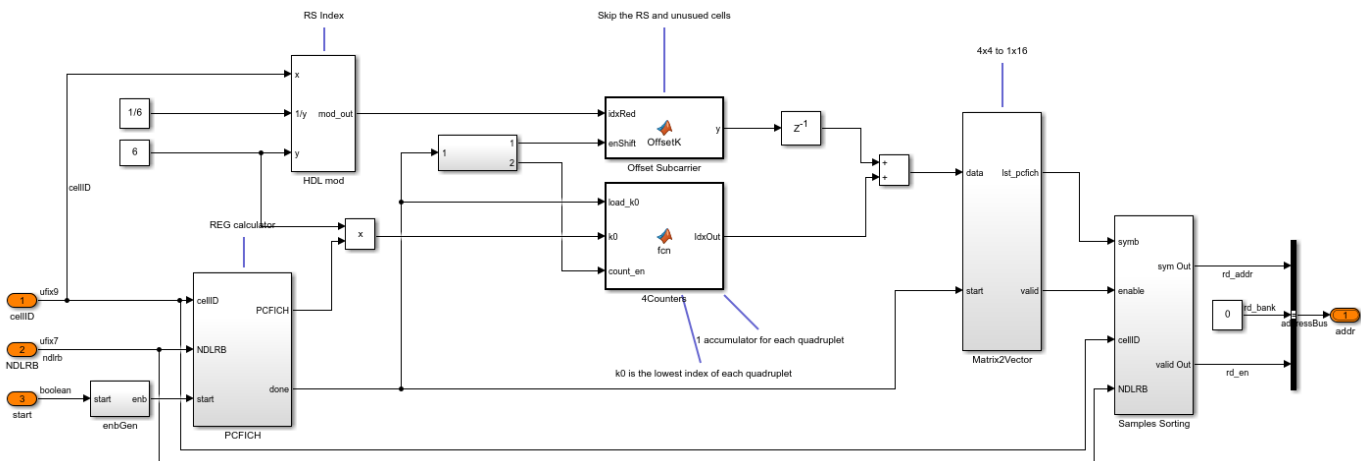 RS Index
Skip the RS and unusued cells
4x4 to 1x16
x
1/6
1/y
mod_out
6
y
HDL mod
cellID
idxRed
enShift
OffsetK
y
Offset Subcarrier
Z-1
1
1
2
+
+
load_k0
k0
count_en
fcn
IdxOut
4Counters
1 accumulator for each quadruplet
k0 is the lowest index of each quadruplet
REG calculator
x
data
lst_pcfich
start
valid
Matrix2Vector
1
ufix9
cellID
2
ufix7
ndlrb
NDLRB
3
boolean
start
start
enb
enbGen
cellID
PCFICH
NDLRB
done
start
PCFICH
symb
sym Out
enable
cellID
valid Out
NDLRB
Samples Sorting
rd_addr
0
rd_bank
rd_en
addressBus
1
addr